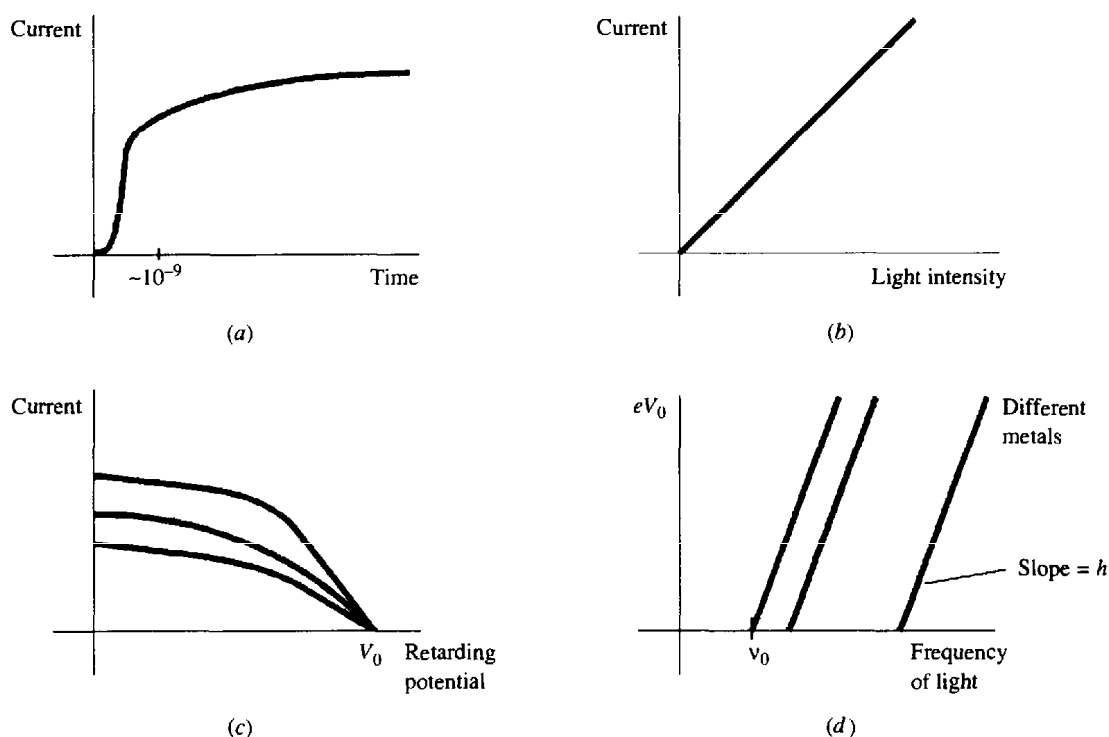 Current
~10⁻⁹
Time
(a)
Current
Light intensity
(b)
Current
V₀
Retarding
potential
(c)
eV₀
Different
metals
Slope = h
ν₀
Frequency
of light
(d)